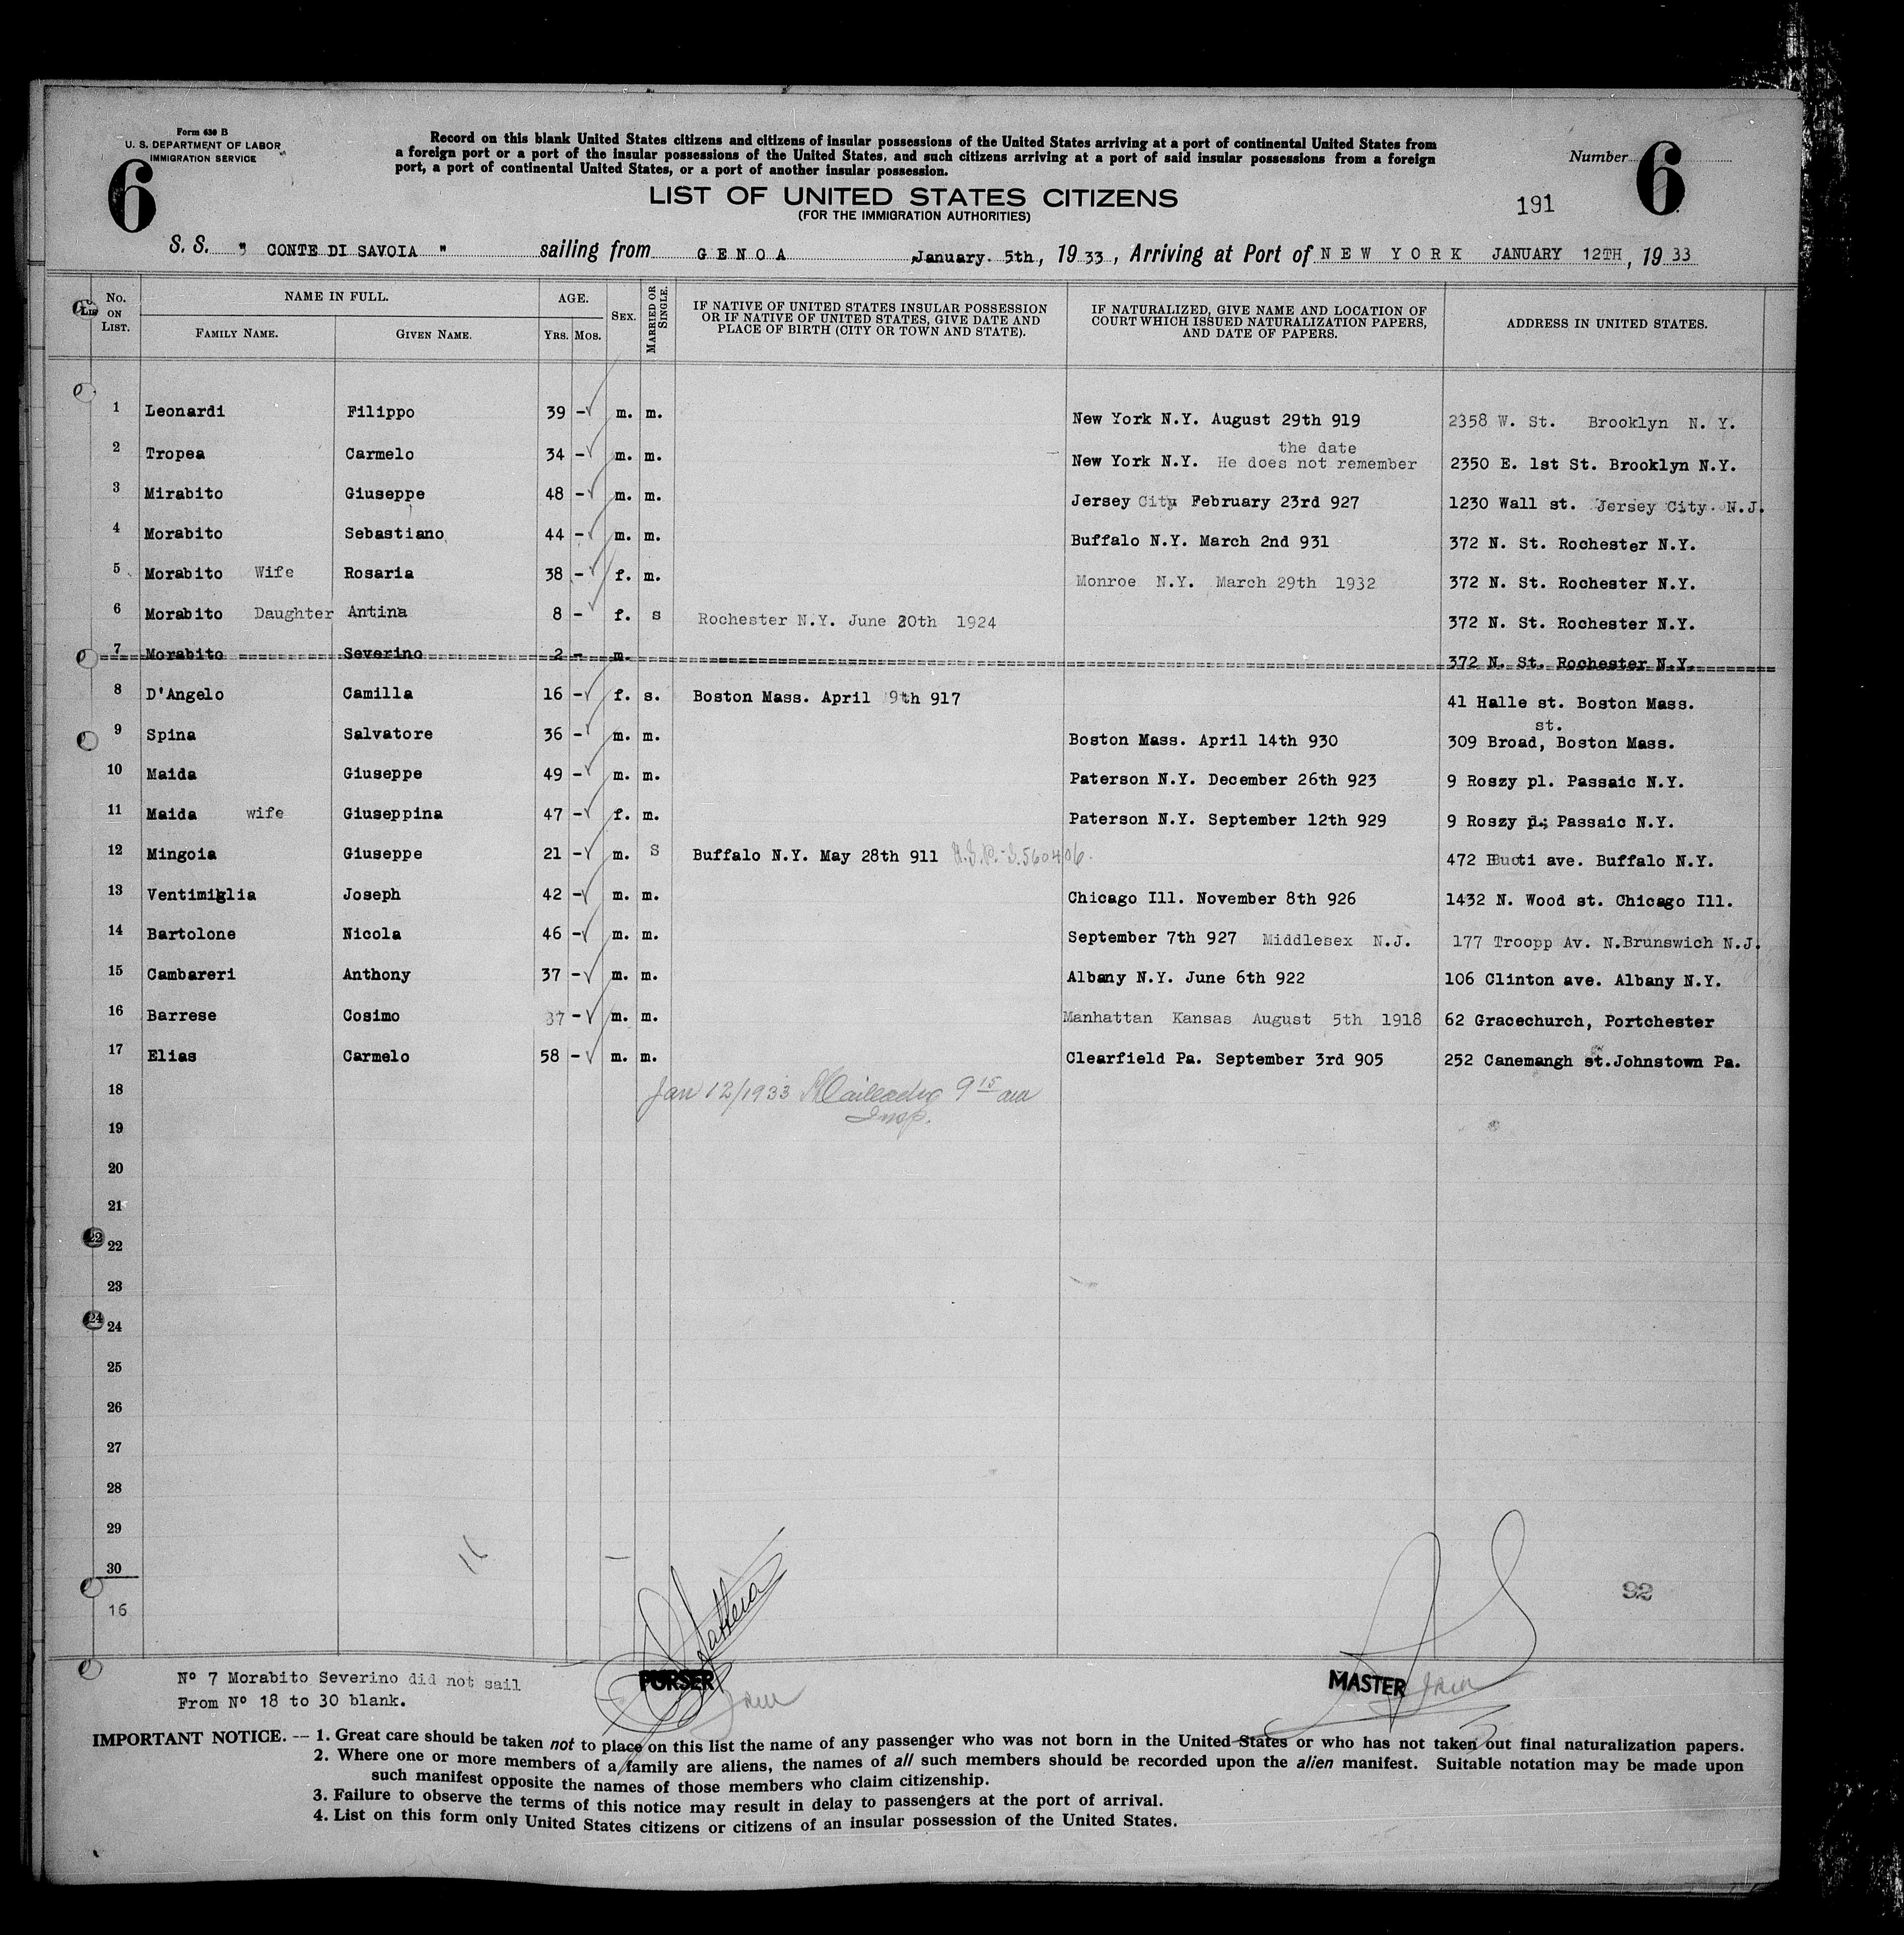 Form 630 B
U. S. DEPARTMENT OF LABOR
IMMIGRATION SERVICE
6
Record on this blank United States citizens and citizens of insular possessions of the United States arriving at a port of continental United States from
a foreign port or a port of the insular possessions of the United States, and such citizens arriving at a port of said insular possessions from a foreign
port, a port of continental United States, or a port of another insular possession.
Number 6
LIST OF UNITED STATES CITIZENS
(FOR THE IMMIGRATION AUTHORITIES)
191
S. S. " CONTE DI SAVOIA " sailing from GENOA January 5th, 1933, Arriving at Port of NEW YORK JANUARY 12TH, 1933
No. ON LIST. NAME IN FULL. FAMILY NAME. GIVEN NAME. AGE. YRS. MOS. SEX. MARRIED OR SINGLE. IF NATIVE OF UNITED STATES INSULAR POSSESSION OR IF NATIVE OF UNITED STATES, GIVE DATE AND PLACE OF BIRTH (CITY OR TOWN AND STATE). IF NATURALIZED, GIVE NAME AND LOCATION OF COURT WHICH ISSUED NATURALIZATION PAPERS, AND DATE OF PAPERS. ADDRESS IN UNITED STATES.
1 Leonardi Filippo 39 - m. m. New York N.Y. August 29th 919 2358 W. St. Brooklyn N. Y.
the date
2 Tropea Carmelo 34 - m. m. New York N.Y. He does not remember 2350 E. 1st St. Brooklyn N.Y.
3 Mirabito Giuseppe 48 - m. m. Jersey City February 23rd 927 1230 Wall st. Jersey City. N.J.
4 Morabito Sebastiano 44 - m. m. Buffalo N.Y. March 2nd 931 372 N. St. Rochester N.Y.
5 Morabito Wife Rosaria 38 - f. m. Monroe N.Y. March 29th 1932 372 N. St. Rochester N.Y.
6 Morabito Daughter Antina 8 - f. s Rochester N.Y. June 20th 1924 372 N. St. Rochester N.Y.
7 Morabito Severino 2 - m. 372 N. St. Rochester N.Y.
8 D'Angelo Camilla 16 - f. s. Boston Mass. April 9th 917 41 Halle st. Boston Mass.
st.
9 Spina Salvatore 36 - m. m. Boston Mass. April 14th 930 309 Broad, Boston Mass.
10 Maida Giuseppe 49 - m. m. Paterson N.Y. December 26th 923 9 Roszy pl. Passaic N.Y.
11 Maida wife Giuseppina 47 - f. m. Paterson N.Y. September 12th 929 9 Roszy pl. Passaic N.Y.
12 Mingoia Giuseppe 21 - m. S Buffalo N.Y. May 28th 911 472 ave. Buffalo N.Y.
13 Ventimiglia Joseph 42 - m. m. Chicago Ill. November 8th 926 1432 N. Wood st. Chicago Ill.
14 Bartolone Nicola 46 - m. m. September 7th 927 Middlesex N.J. 177 Troopp Av. N.Brunswich N.J.
15 Cambareri Anthony 37 - m. m. Albany N.Y. June 6th 922 106 Clinton ave. Albany N.Y.
16 Barrese Cosimo 37 - m. m. Manhattan Kansas August 5th 1918 62 Gracechurch, Portchester
17 Elias Carmelo 58 - m. m. Clearfield Pa. September 3rd 905 252 Canemangh st. Johnstown Pa.
18 Jan 12/1933 9 15 am
Insp.
19
20
21
22 22
23
24 24
25
26
27
28
29
30
16
16
92
Nº 7 Morabito Severino did not sail
From Nº 18 to 30 blank.
PURSER
MASTER
IMPORTANT NOTICE. -- 1. Great care should be taken not to place on this list the name of any passenger who was not born in the United States or who has not taken out final naturalization papers.
2. Where one or more members of a family are aliens, the names of all such members should be recorded upon the alien manifest. Suitable notation may be made upon
such manifest opposite the names of those members who claim citizenship.
3. Failure to observe the terms of this notice may result in delay to passengers at the port of arrival.
4. List on this form only United States citizens or citizens of an insular possession of the United States.